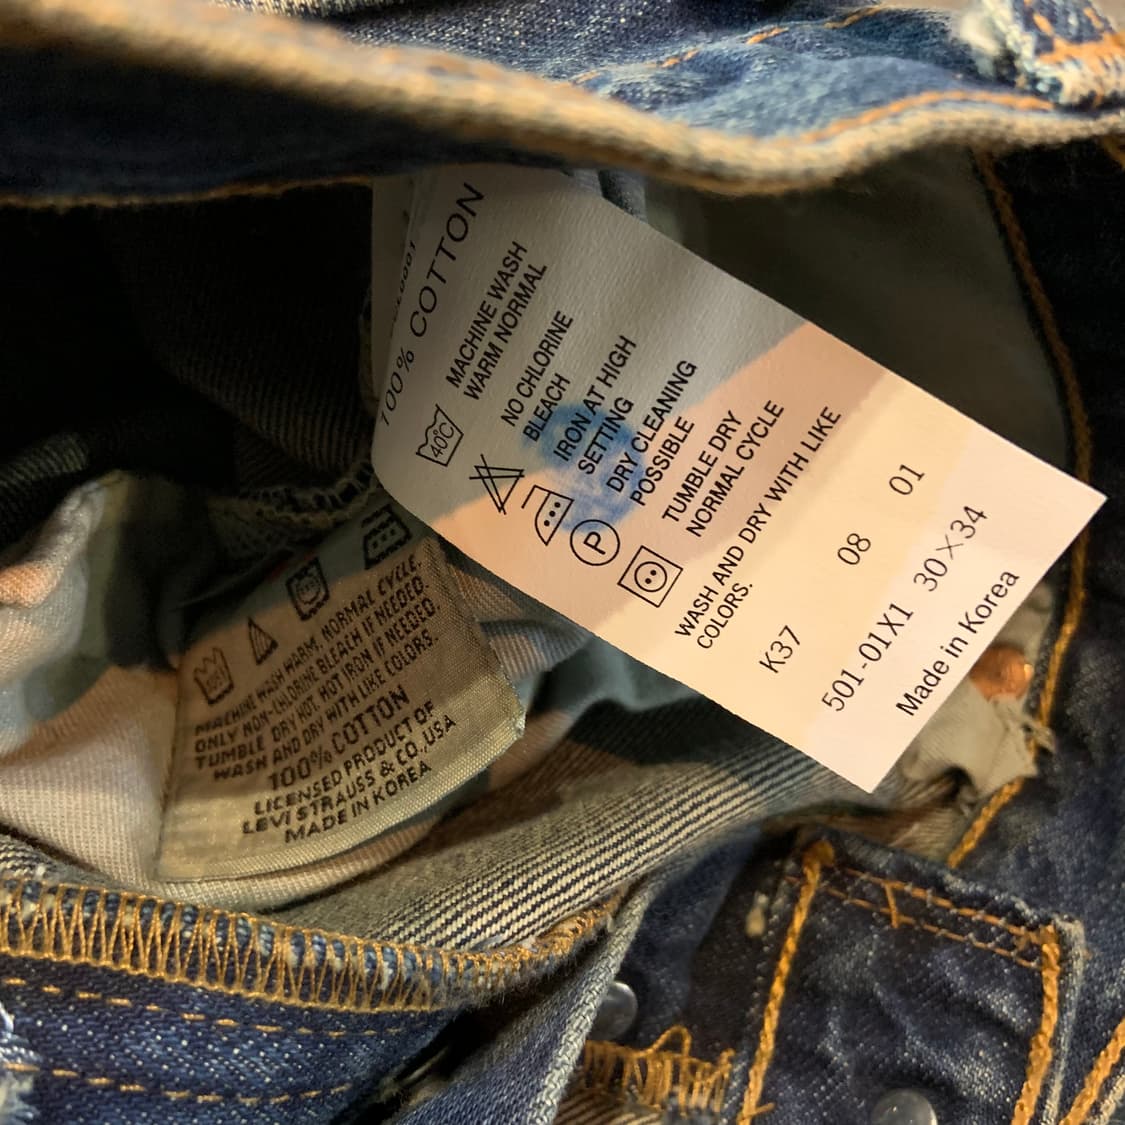 100% COTTON
40°C
MACHINE WASH
WARM NORMAL
NO CHLORINE
BLEACH
IRON AT HIGH
SETTING
P
DRY CLEANING
POSSIBLE
TUMBLE DRY
NORMAL CYCLE
WASH AND DRY WITH LIKE
COLORS.
K37 08 01
501-01X1 30×34
Made in Korea
MACHINE WASH WARM, NORMAL CYCLE.
ONLY NON-CHLORINE BLEACH IF NEEDED.
TUMBLE DRY HOT, HOT IRON IF NEEDED.
WASH AND DRY WITH LIKE COLORS.
100% COTTON
LICENSED PRODUCT OF
LEVI STRAUSS & CO., USA
MADE IN KOREA